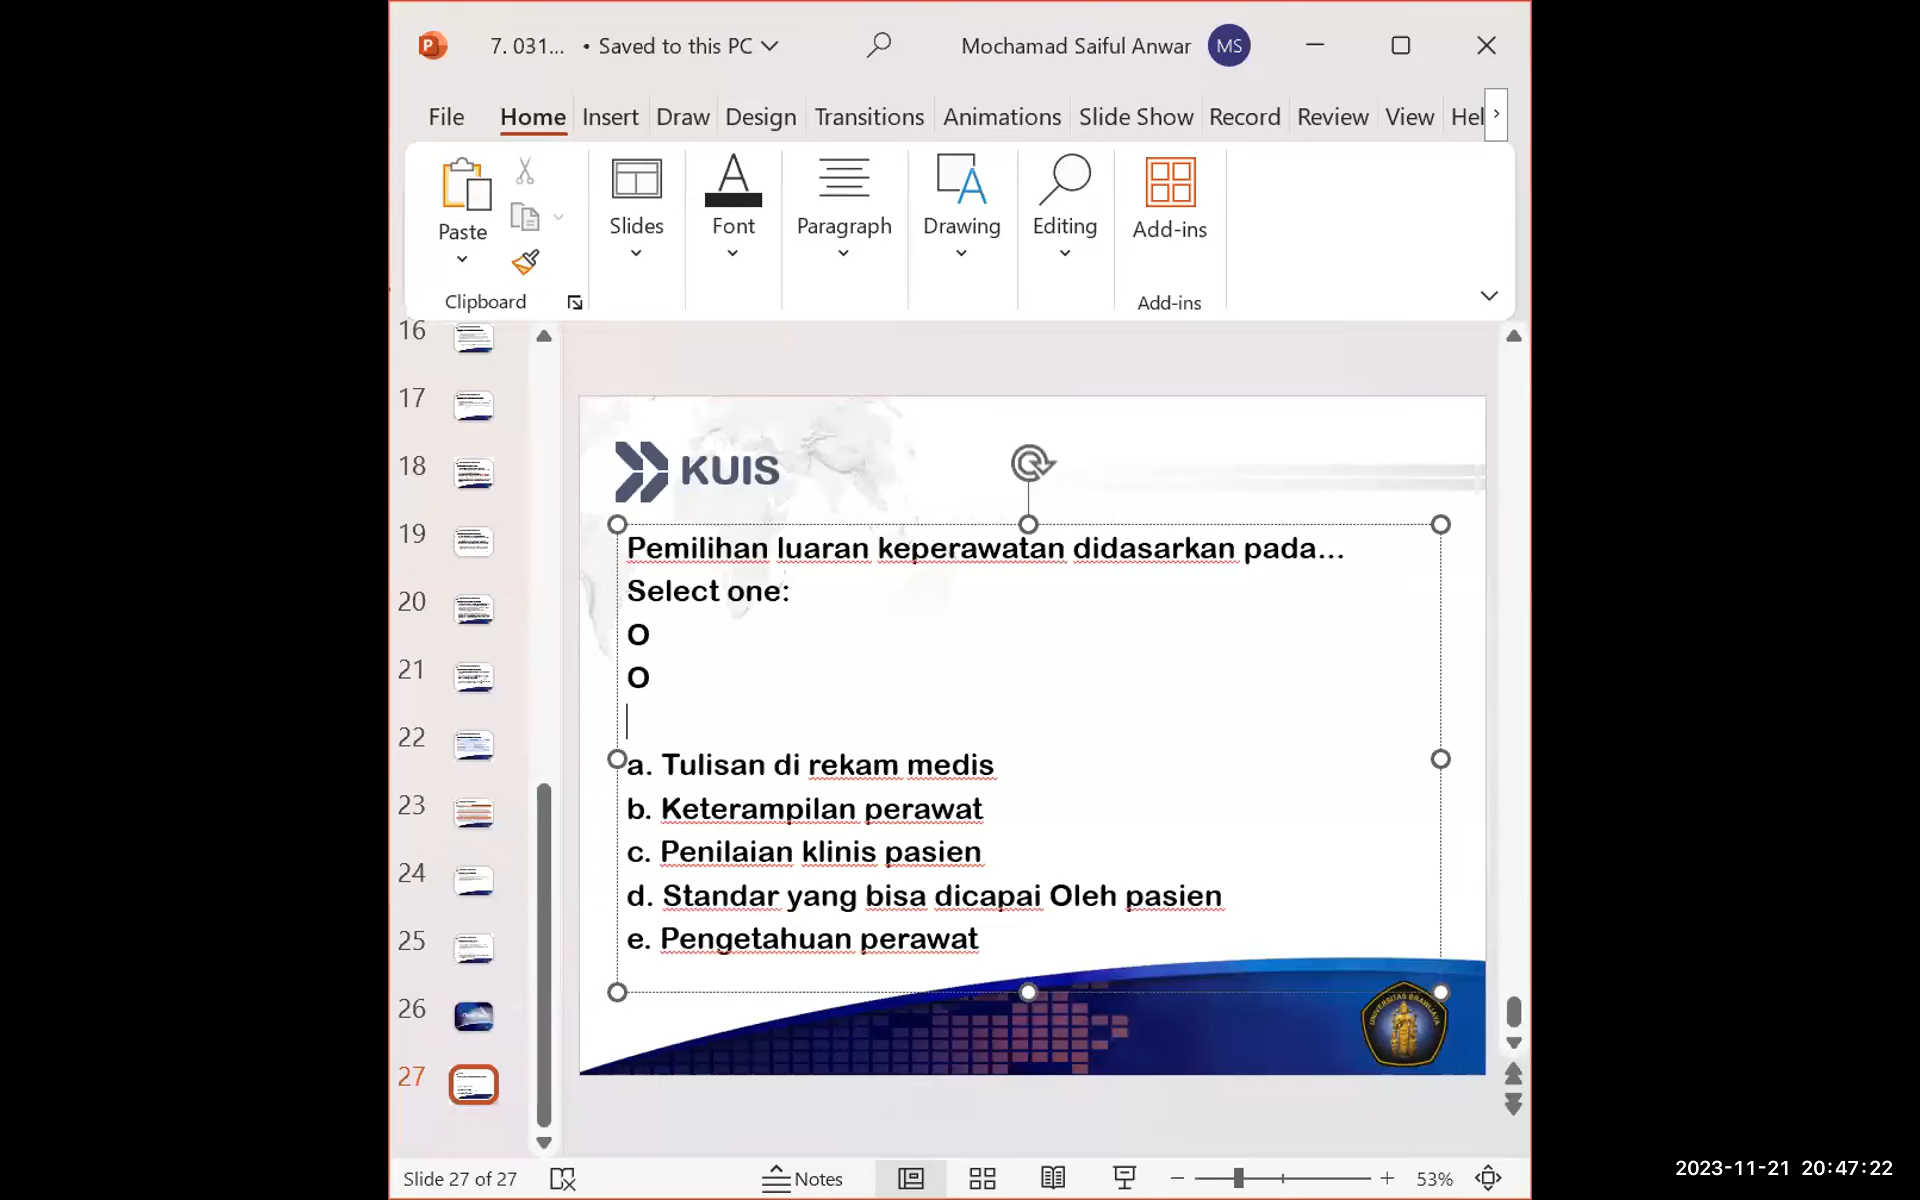 7. 031... • Saved to this PC
Mochamad Saiful Anwar
MS
File
Home
Insert
Draw
Design
Transitions
Animations
Slide Show
Record
Review
View
Hel
Paste
Slides
Font
Paragraph
Drawing
Editing
Add-ins
Clipboard
Add-ins
16
17
18
19
20
21
22
23
24
25
26
27
KUIS
Pemilihan luaran keperawatan didasarkan pada...
Select one:
O
O
a. Tulisan di rekam medis
b. Keterampilan perawat
c. Penilaian klinis pasien
d. Standar yang bisa dicapai Oleh pasien
e. Pengetahuan perawat
UNIVERSITAS BRAWIJAYA
Slide 27 of 27
Notes
53%
2023-11-21 20:47:22